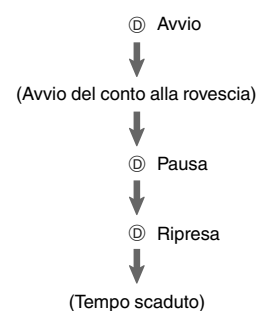 Ⓓ Avvio
(Avvio del conto alla rovescia)
Ⓓ Pausa
Ⓓ Ripresa
(Tempo scaduto)